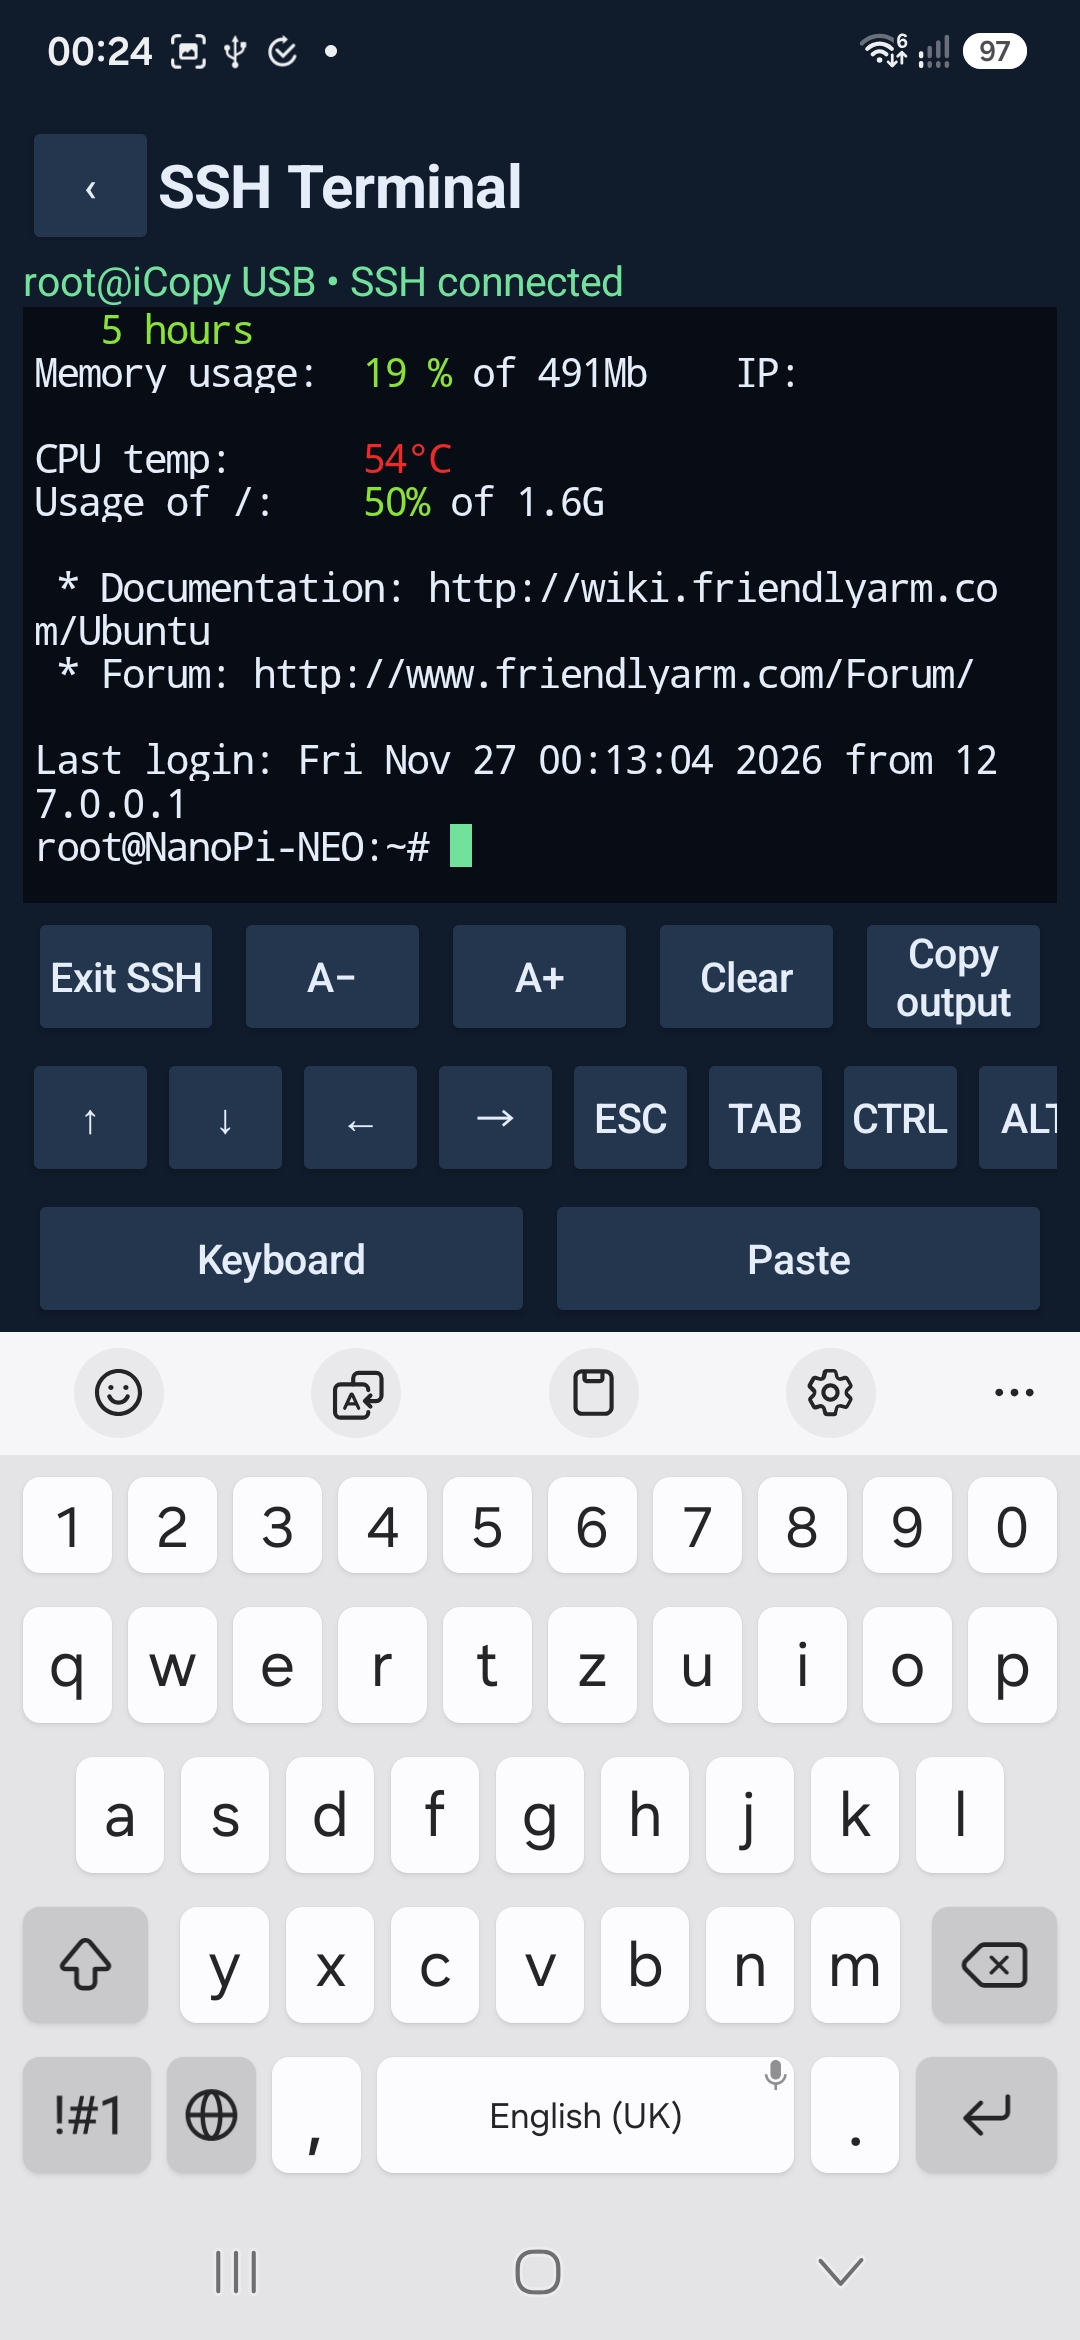 00:24
6
97
‹
SSH Terminal
root@iCopy USB • SSH connected
5 hours
Memory usage:  19 % of 491Mb    IP:
CPU temp:      54°C
Usage of /:    50% of 1.6G
* Documentation: http://wiki.friendlyarm.co
m/Ubuntu
* Forum: http://www.friendlyarm.com/Forum/
Last login: Fri Nov 27 00:13:04 2026 from 12
7.0.0.1
root@NanoPi-NEO:~#
Exit SSH A− A+ Clear Copy output
↑ ↓ ← → ESC TAB CTRL ALT
Keyboard Paste
1 2 3 4 5 6 7 8 9 0
q w e r t z u i o p
a s d f g h j k l
y x c v b n m
!#1 , English (UK) .